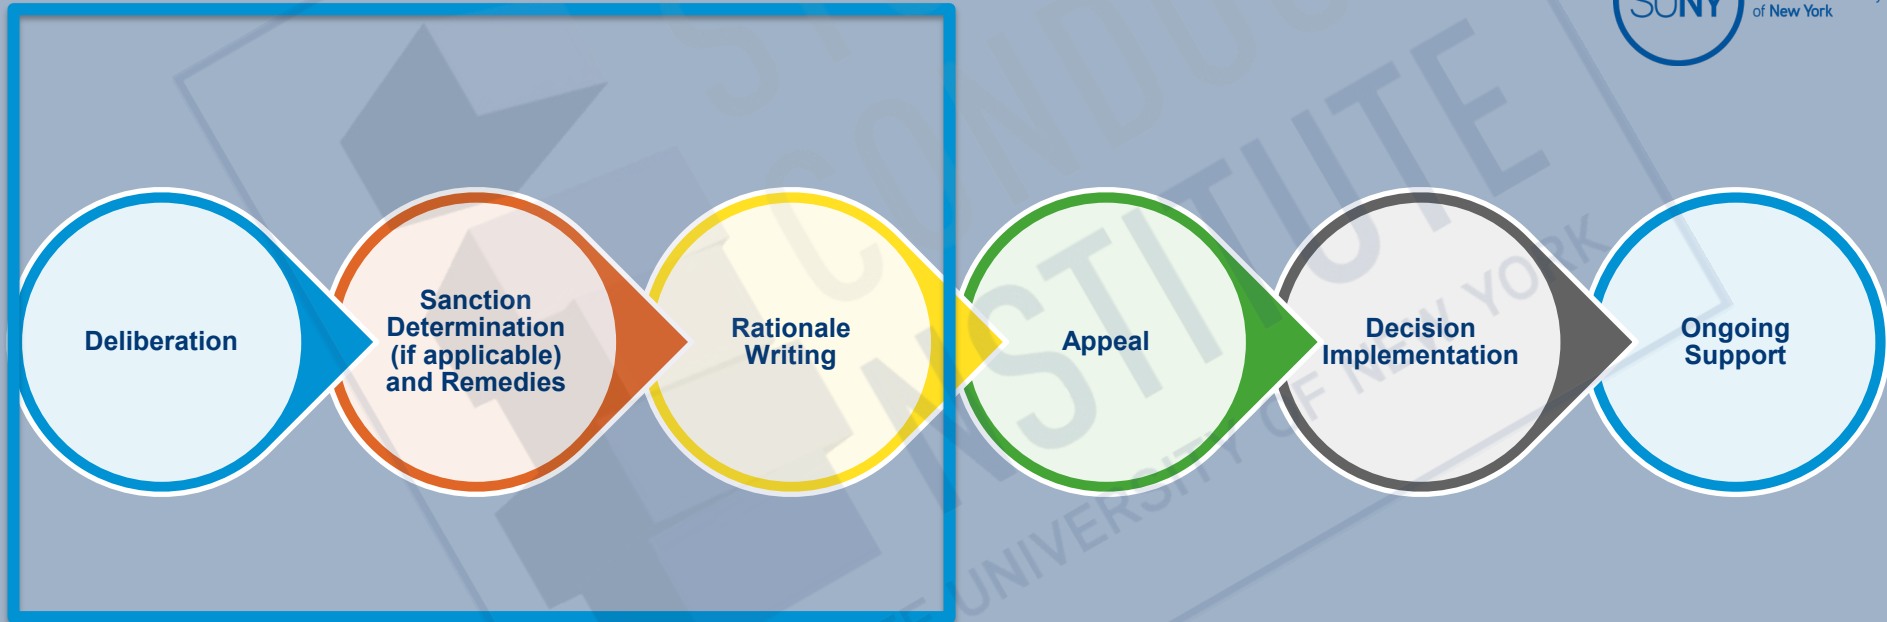 SUNY
of New York
Deliberation
Sanction
Determination
(if applicable)
and Remedies
Rationale
Writing
Appeal
Decision
Implementation
Ongoing
Support
CONDU
INSTITUTE
UNIVERSITY OF NEW YORK